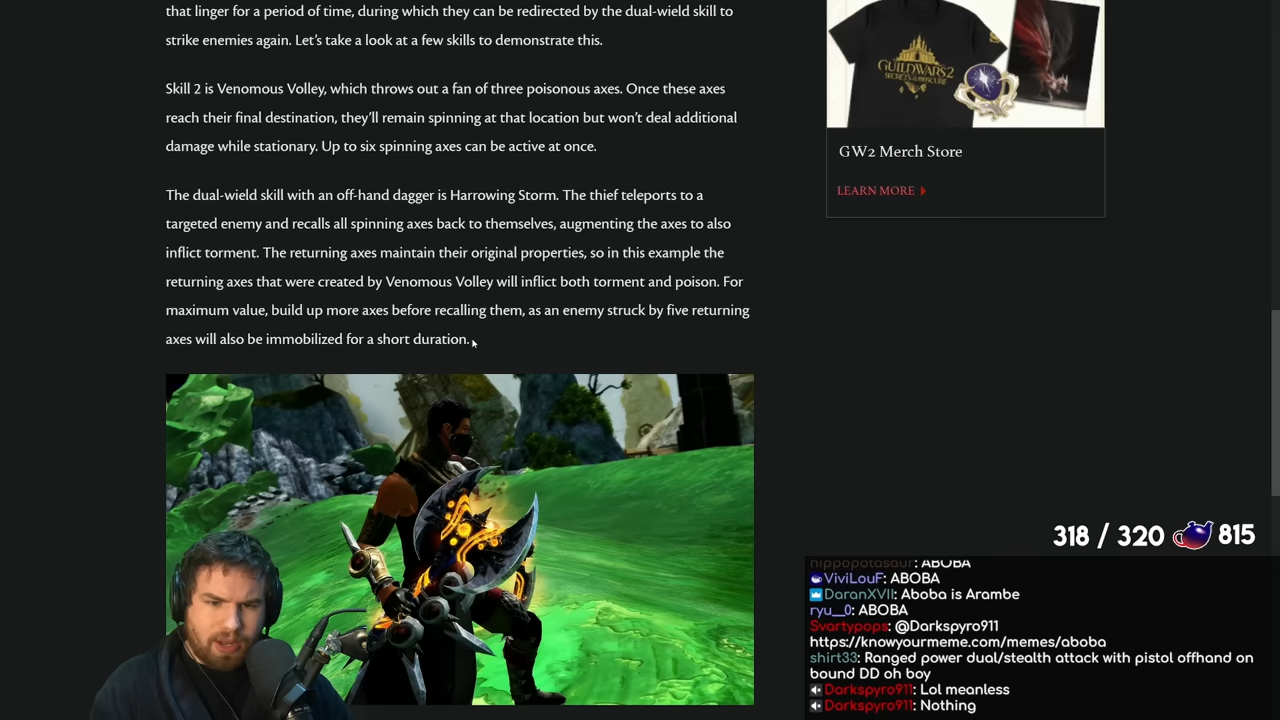 that linger for a period of time, during which they can be redirected by the dual-wield skill to
strike enemies again. Let’s take a look at a few skills to demonstrate this.
Skill 2 is Venomous Volley, which throws out a fan of three poisonous axes. Once these axes
reach their final destination, they’ll remain spinning at that location but won’t deal additional
damage while stationary. Up to six spinning axes can be active at once.
The dual-wield skill with an off-hand dagger is Harrowing Storm. The thief teleports to a
targeted enemy and recalls all spinning axes back to themselves, augmenting the axes to also
inflict torment. The returning axes maintain their original properties, so in this example the
returning axes that were created by Venomous Volley will inflict both torment and poison. For
maximum value, build up more axes before recalling them, as an enemy struck by five returning
axes will also be immobilized for a short duration.
GUILD WARS 2
SECRETS OF THE OBSCURE
GW2 Merch Store
LEARN MORE
318 / 320 815
hippopotasaur: ABOBA
ViviLouF: ABOBA
DaranXVII: Aboba is Arambe
ryu__0: ABOBA
Svartypops: @Darkspyro911
https://knowyourmeme.com/memes/aboba
shirt33: Ranged power dual/stealth attack with pistol offhand on
bound DD oh boy
Darkspyro911: Lol meanless
Darkspyro911: Nothing